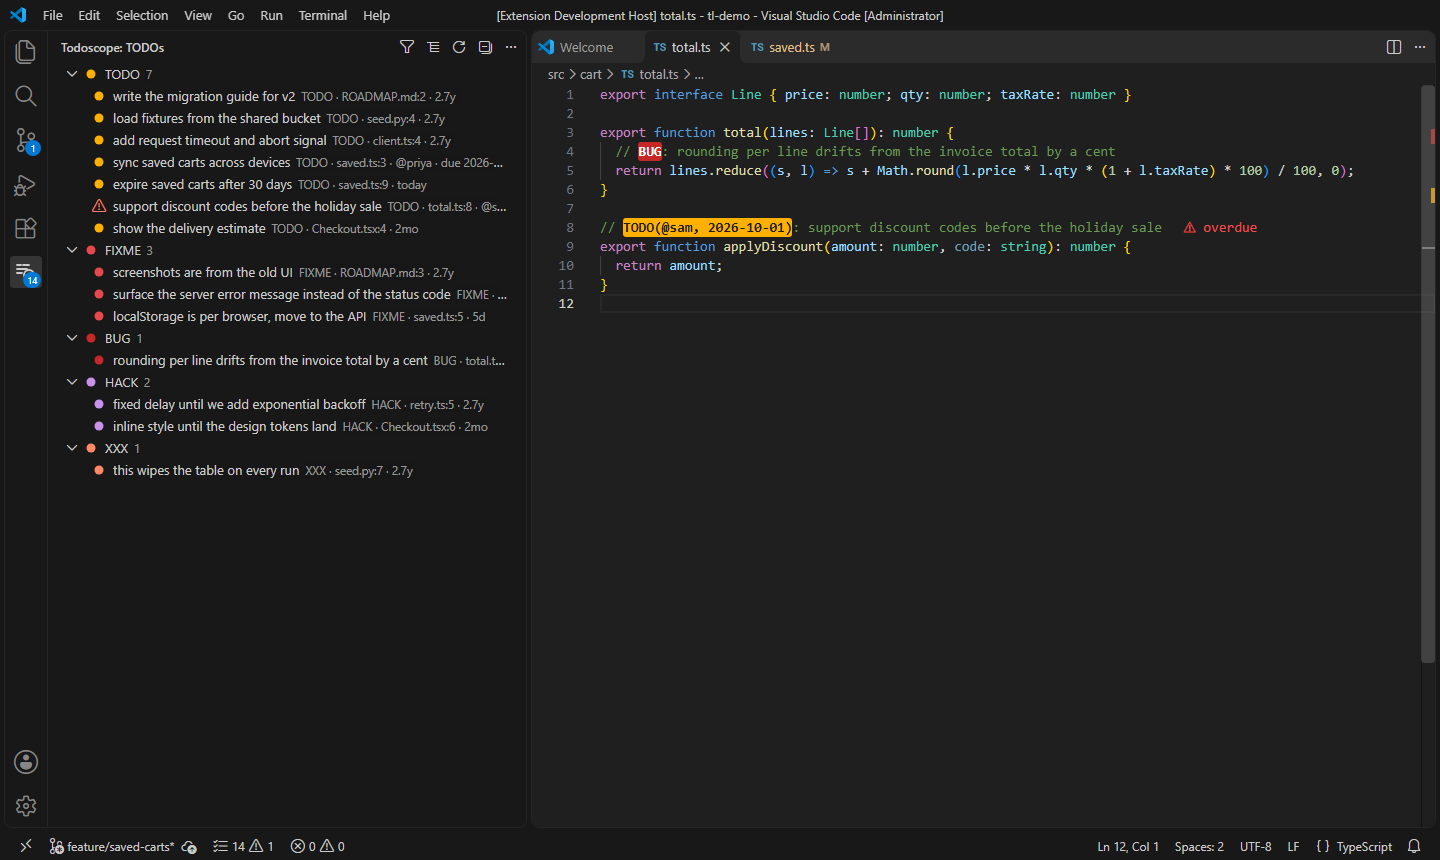 File Edit Selection View Go Run Terminal Help
[Extension Development Host] total.ts - tl-demo - Visual Studio Code [Administrator]
Todoscope: TODOs
TODO 7
write the migration guide for v2 TODO · ROADMAP.md:2 · 2.7y
load fixtures from the shared bucket TODO · seed.py:4 · 2.7y
add request timeout and abort signal TODO · client.ts:4 · 2.7y
sync saved carts across devices TODO · saved.ts:3 · @priya · due 2026-...
expire saved carts after 30 days TODO · saved.ts:9 · today
support discount codes before the holiday sale TODO · total.ts:8 · @s...
show the delivery estimate TODO · Checkout.tsx:4 · 2mo
FIXME 3
screenshots are from the old UI FIXME · ROADMAP.md:3 · 2.7y
surface the server error message instead of the status code FIXME · ...
localStorage is per browser, move to the API FIXME · saved.ts:5 · 5d
BUG 1
rounding per line drifts from the invoice total by a cent BUG · total.t...
HACK 2
fixed delay until we add exponential backoff HACK · retry.ts:5 · 2.7y
inline style until the design tokens land HACK · Checkout.tsx:6 · 2mo
XXX 1
this wipes the table on every run XXX · seed.py:7 · 2.7y
1
14
Welcome
TS total.ts
TS saved.ts M
src > cart > TS total.ts > ...
1 export interface Line { price: number; qty: number; taxRate: number }
2
3 export function total(lines: Line[]): number {
4 // BUG: rounding per line drifts from the invoice total by a cent
5 return lines.reduce((s, l) => s + Math.round(l.price * l.qty * (1 + l.taxRate) * 100) / 100, 0);
6 }
7
8 // TODO(@sam, 2026-10-01): support discount codes before the holiday sale ⚠ overdue
9 export function applyDiscount(amount: number, code: string): number {
10 return amount;
11 }
12
feature/saved-carts* 14 1 0 0
Ln 12, Col 1 Spaces: 2 UTF-8 LF { } TypeScript